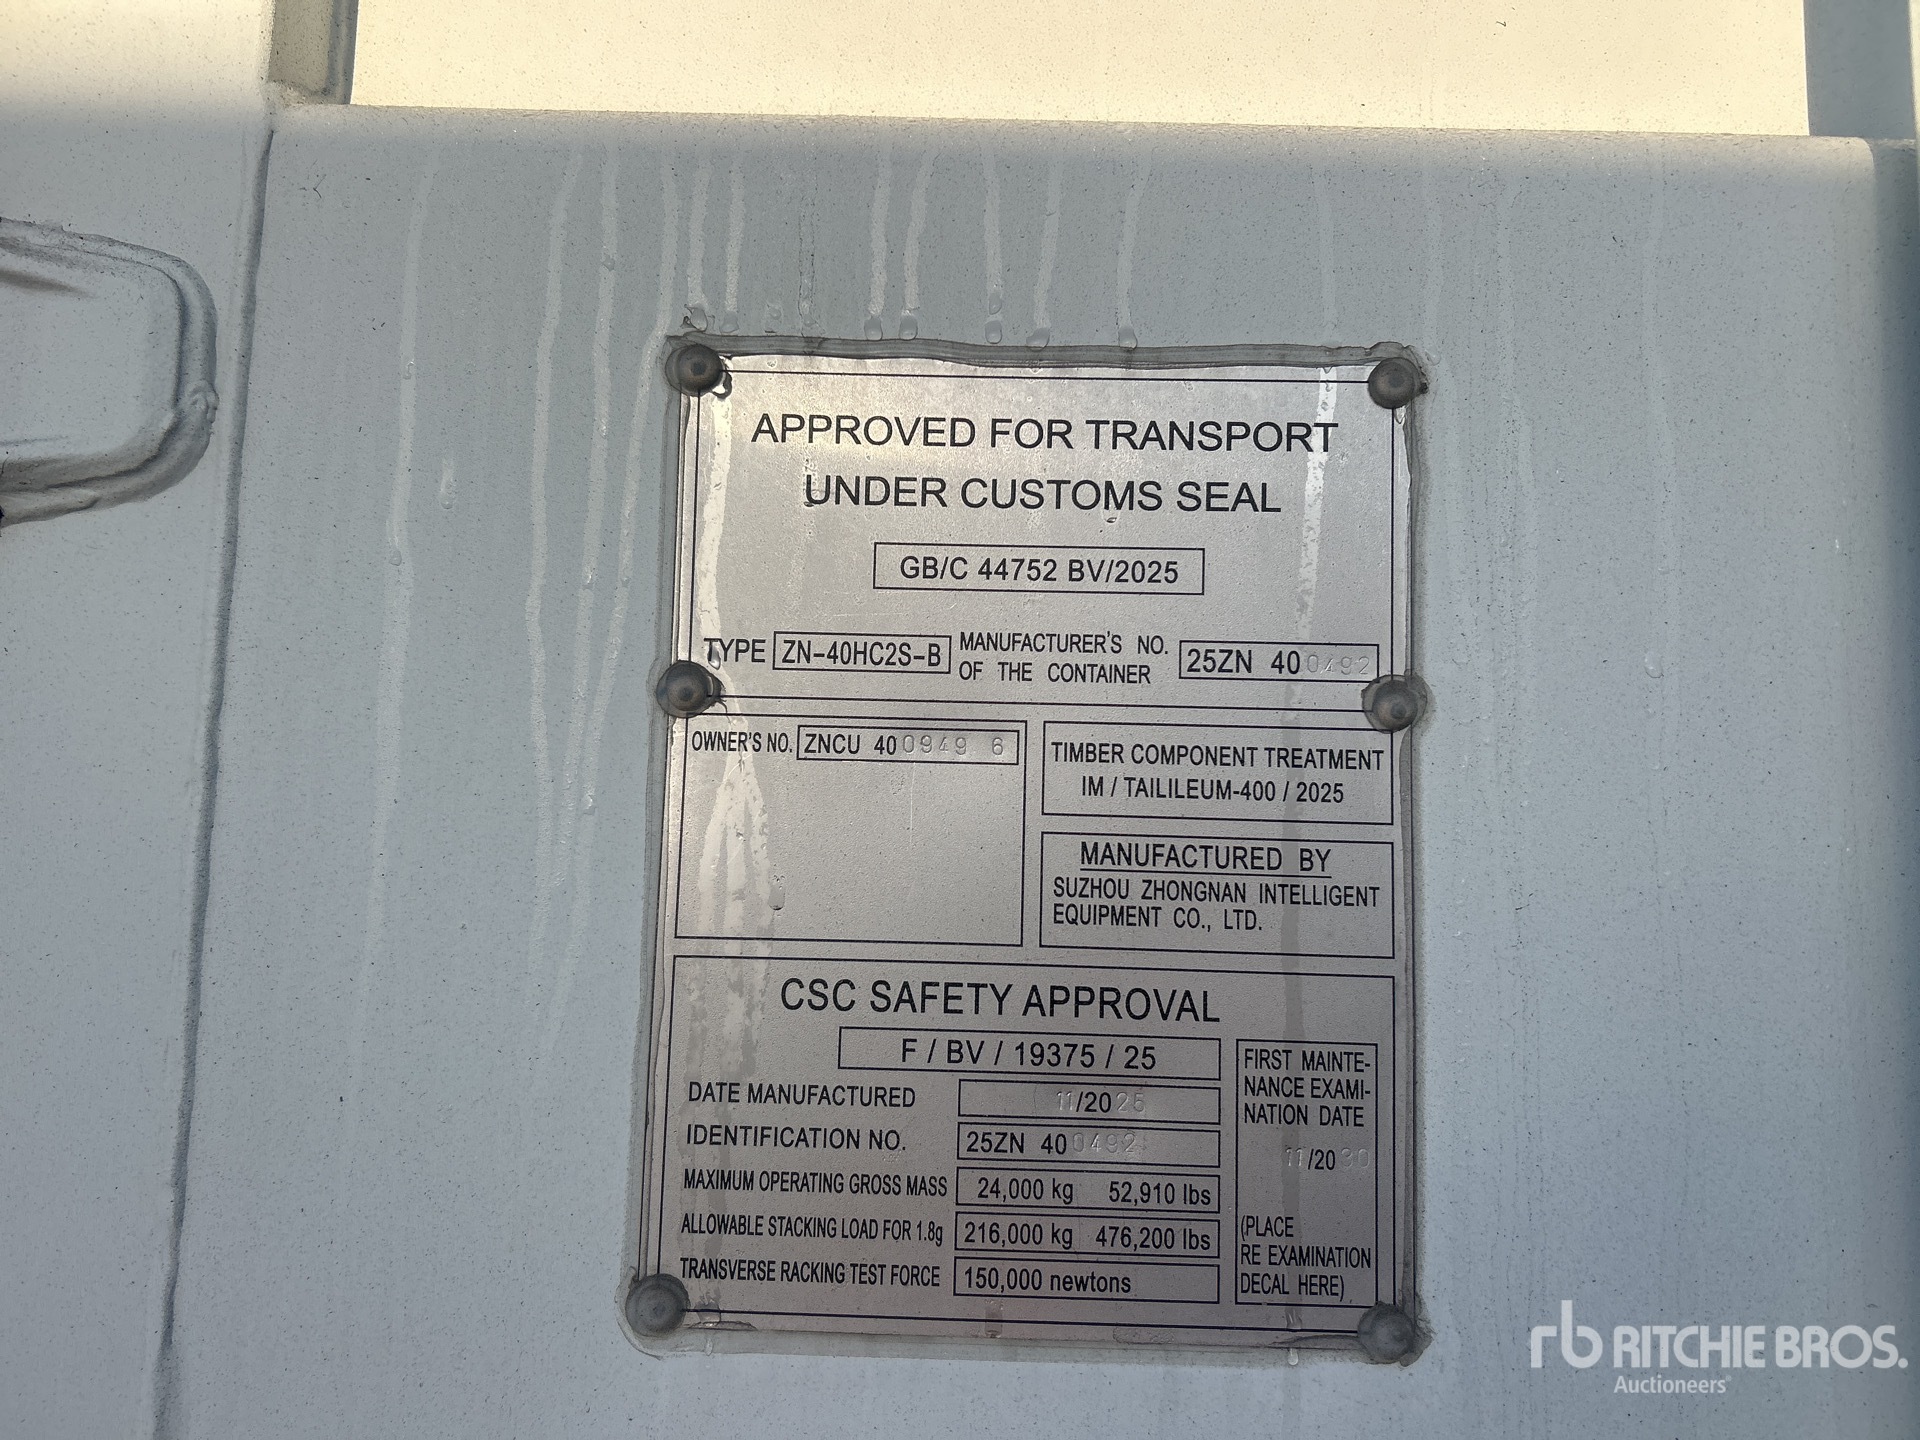 APPROVED FOR TRANSPORT
UNDER CUSTOMS SEAL
GB/C 44752 BV/2025
TYPE ZN-40HC2S-B MANUFACTURER'S NO. OF THE CONTAINER 25ZN 400492
OWNER'S NO. ZNCU 400949 6
TIMBER COMPONENT TREATMENT
IM / TAILILEUM-400 / 2025
MANUFACTURED BY
SUZHOU ZHONGNAN INTELLIGENT
EQUIPMENT CO., LTD.
CSC SAFETY APPROVAL
F / BV / 19375 / 25
DATE MANUFACTURED 11/2025
IDENTIFICATION NO. 25ZN 400492
MAXIMUM OPERATING GROSS MASS 24,000 kg 52,910 lbs
ALLOWABLE STACKING LOAD FOR 1.8g 216,000 kg 476,200 lbs
TRANSVERSE RACKING TEST FORCE 150,000 newtons
FIRST MAINTE-
NANCE EXAMI-
NATION DATE
11/2030
(PLACE
RE EXAMINATION
DECAL HERE)
rb RITCHIE BROS.
Auctioneers